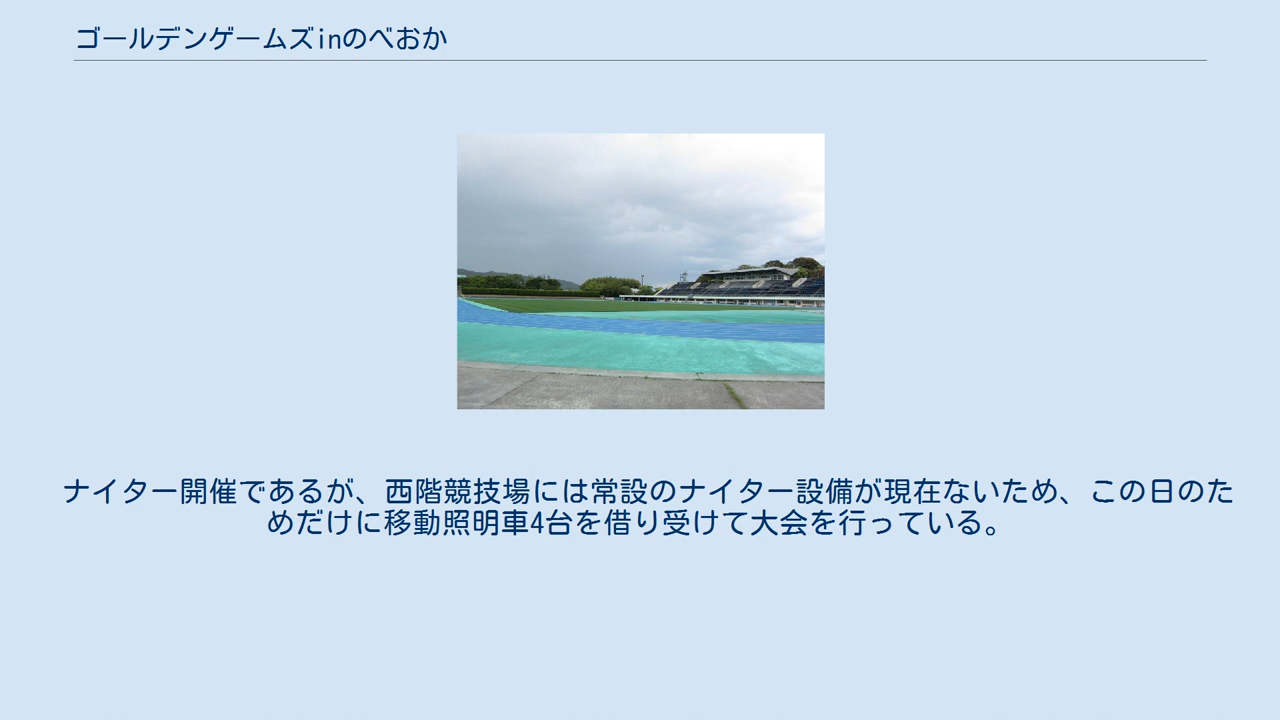 ゴールデンゲームズinのべおか
ナイター開催であるが、西階競技場には常設のナイター設備が現在ないため、この日のた
めだけに移動照明車4台を借り受けて大会を行っている。